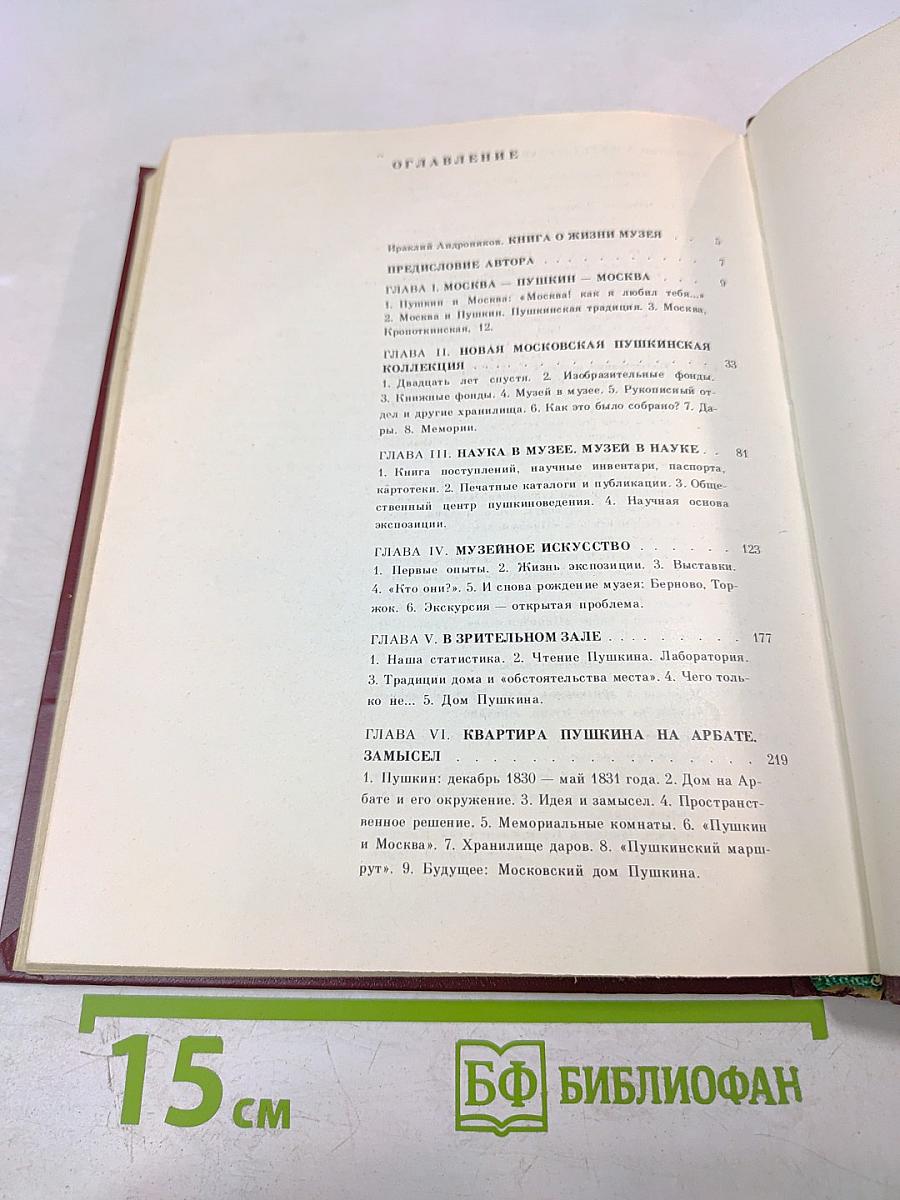 ОГЛАВЛЕНИЕ
Ираклий Андроников. КНИГА О ЖИЗНИ МУЗЕЯ . . 5
ПРЕДИСЛОВИЕ АВТОРА . . . . . . . . . . 7
ГЛАВА I. МОСКВА — ПУШКИН — МОСКВА . . . 9
1. Пушкин и Москва: «Москва! как я любил тебя...»
2. Москва и Пушкин. Пушкинская традиция. 3. Москва,
Кропоткинская, 12.
ГЛАВА II. НОВАЯ МОСКОВСКАЯ ПУШКИНСКАЯ
КОЛЛЕКЦИЯ . . . . . . . . . . . . . . 33
1. Двадцать лет спустя. 2. Изобразительные фонды.
3. Книжные фонды. 4. Музей в музее. 5. Рукописный от-
дел и другие хранилища. 6. Как это было собрано? 7. Да-
ры. 8. Мемории.
ГЛАВА III. НАУКА В МУЗЕЕ. МУЗЕЙ В НАУКЕ . . 81
1. Книга поступлений, научные инвентари, паспорта,
картотеки. 2. Печатные каталоги и публикации. 3. Обще-
ственный центр пушкиноведения. 4. Научная основа
экспозиции.
ГЛАВА IV. МУЗЕЙНОЕ ИСКУССТВО . . . . . . 123
1. Первые опыты. 2. Жизнь экспозиции. 3. Выставки.
4. «Кто они?». 5. И снова рождение музея: Берново, Тор-
жок. 6. Экскурсия — открытая проблема.
ГЛАВА V. В ЗРИТЕЛЬНОМ ЗАЛЕ . . . . . . . . . 177
1. Наша статистика. 2. Чтение Пушкина. Лаборатория.
3. Традиции дома и «обстоятельства места». 4. Чего толь-
ко не... 5. Дом Пушкина.
ГЛАВА VI. КВАРТИРА ПУШКИНА НА АРБАТЕ.
ЗАМЫСЕЛ . . . . . . . . . . . . . . . 219
1. Пушкин: декабрь 1830 — май 1831 года. 2. Дом на Ар-
бате и его окружение. 3. Идея и замысел. 4. Пространст-
венное решение. 5. Мемориальные комнаты. 6. «Пушкин
и Москва». 7. Хранилище даров. 8. «Пушкинский марш-
рут». 9. Будущее: Московский дом Пушкина.
15 см
БФ БИБЛИОФАН